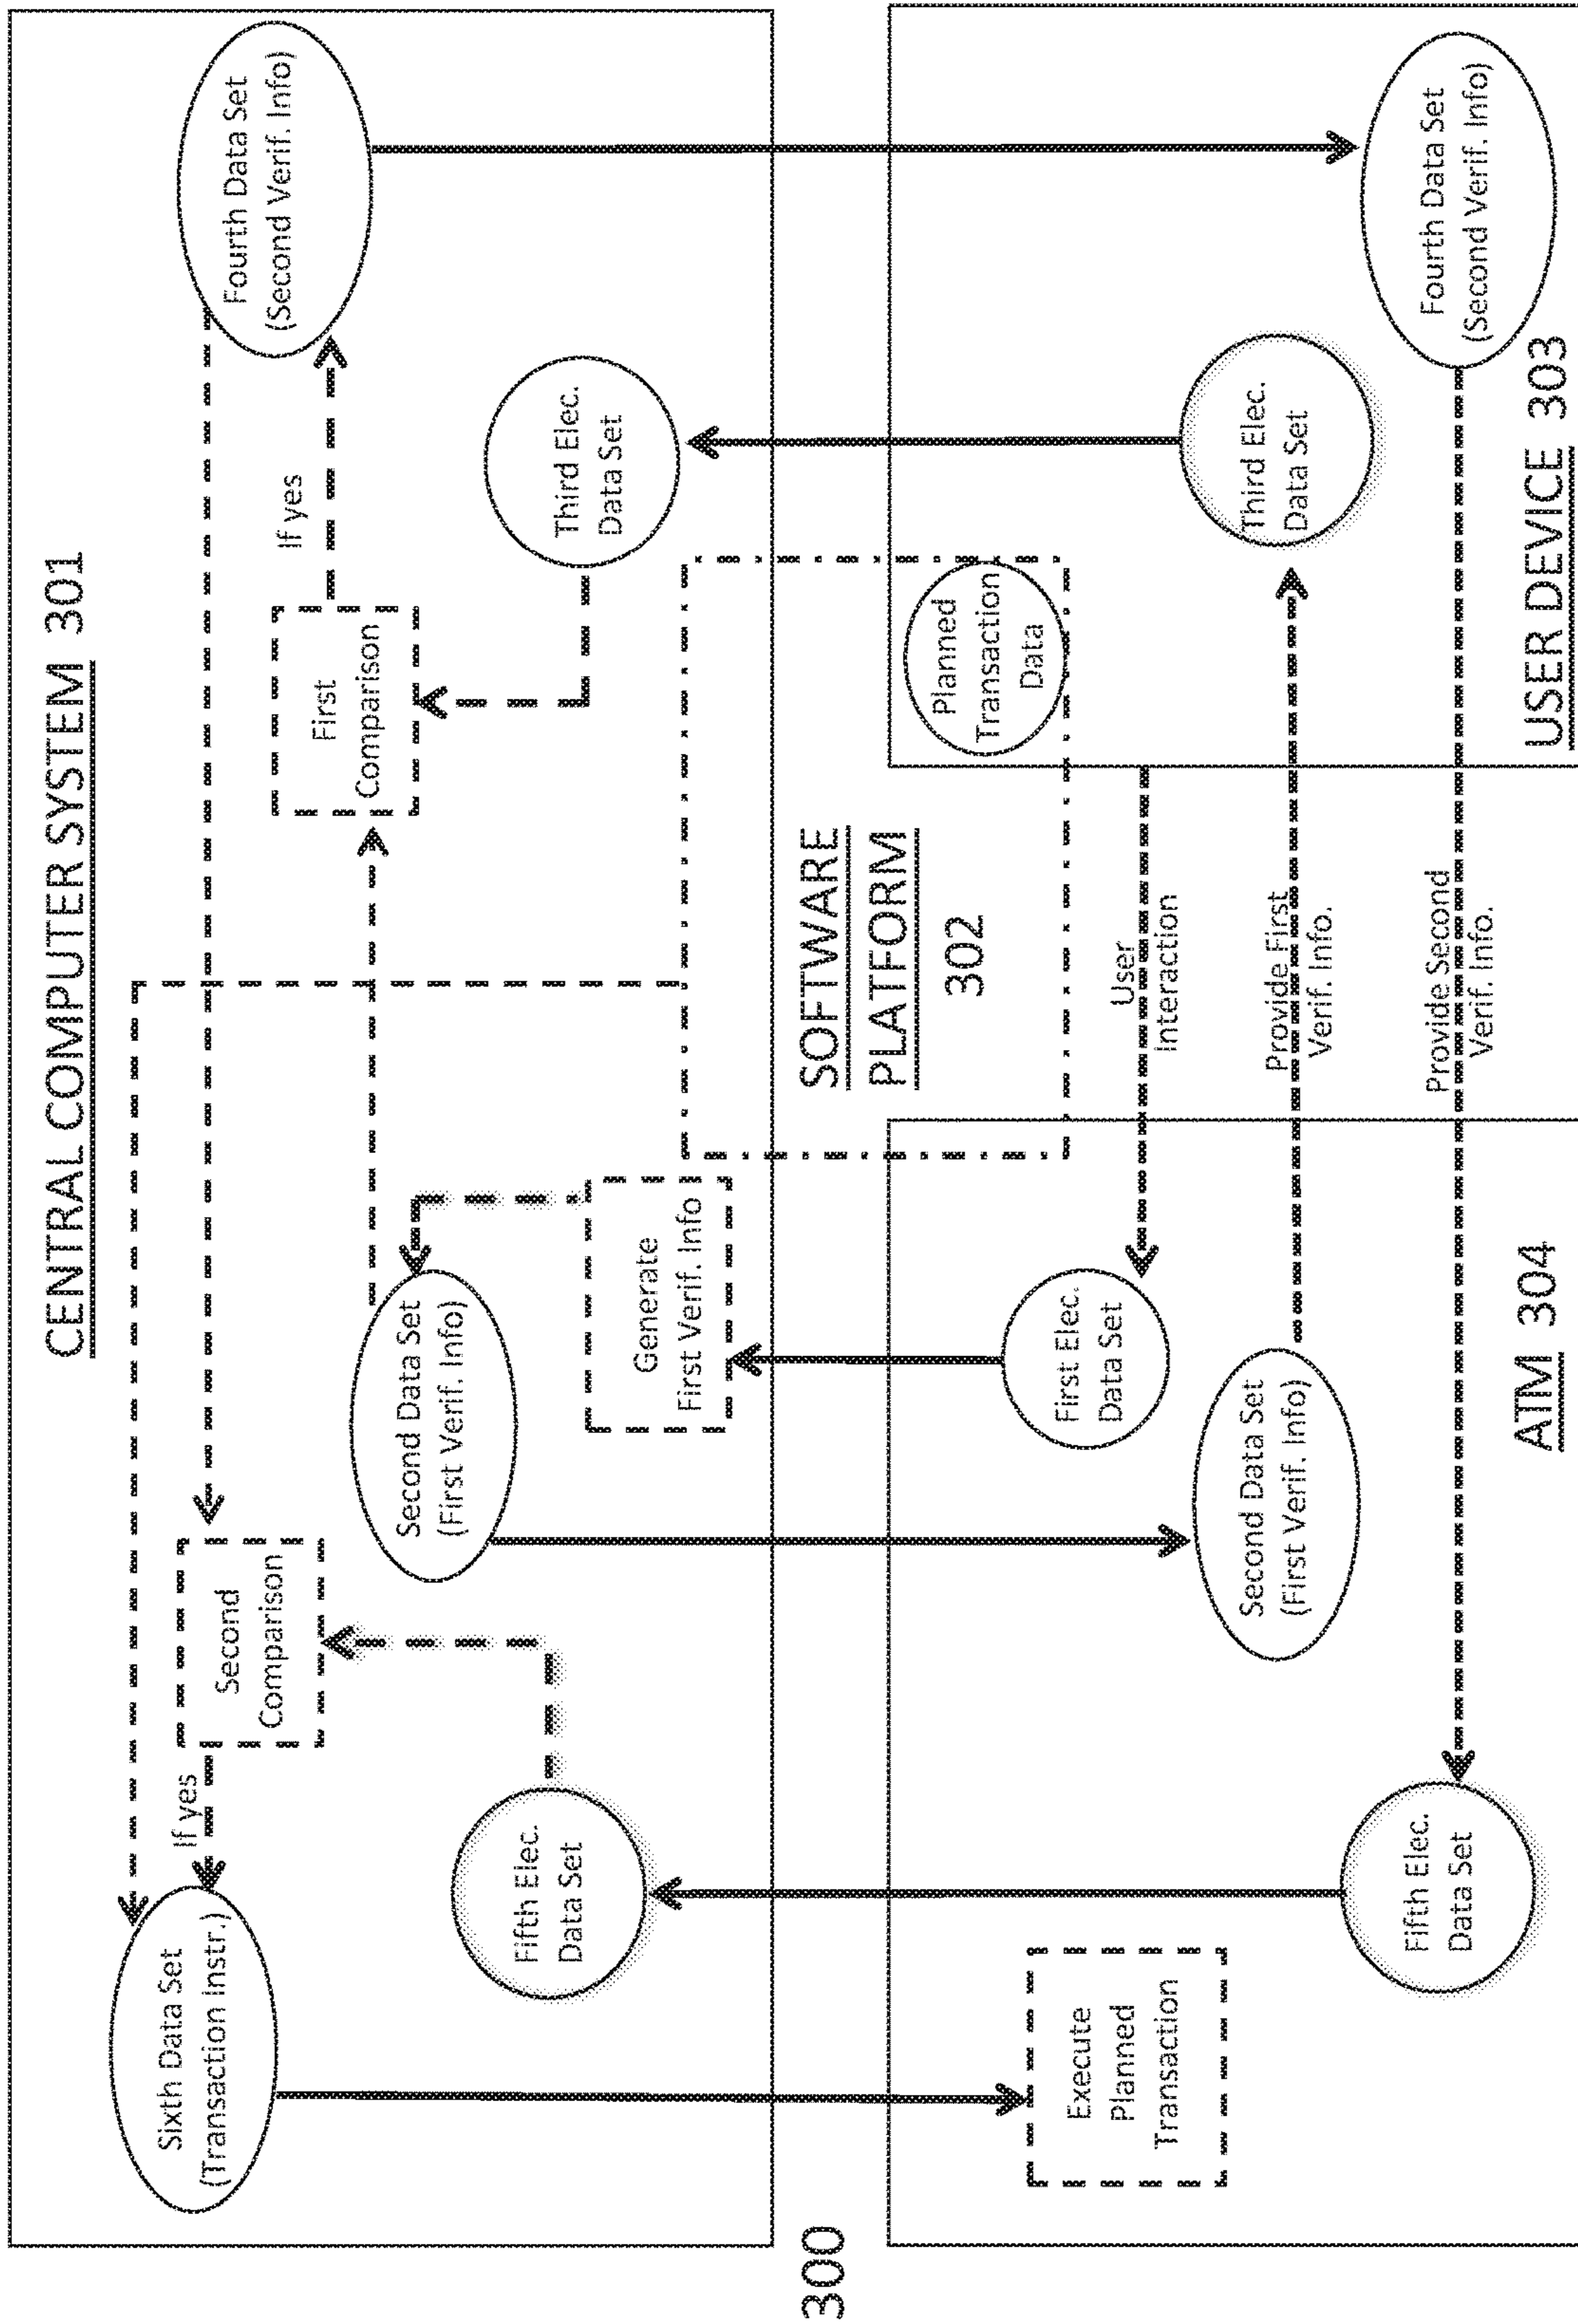 CENTRAL COMPUTER SYSTEM 301
Sixth Data Set
(Transaction Instr.)
If yes
Second
Comparison
Fifth Elec.
Data Set
Second Data Set
(First Verif. Info)
Generate
First Verif. Info
First
Comparison
If yes
Third Elec.
Data Set
Fourth Data Set
(Second Verif. Info)
300
SOFTWARE
PLATFORM
302
Execute
Planned
Transaction
Fifth Elec.
Data Set
First Elec.
Data Set
Second Data Set
(First Verif. Info)
ATM 304
User
Interaction
Provide First
Verif. Info.
Provide Second
Verif. Info.
Planned
Transaction
Data
Third Elec.
Data Set
Fourth Data Set
(Second Verif. Info)
USER DEVICE 303